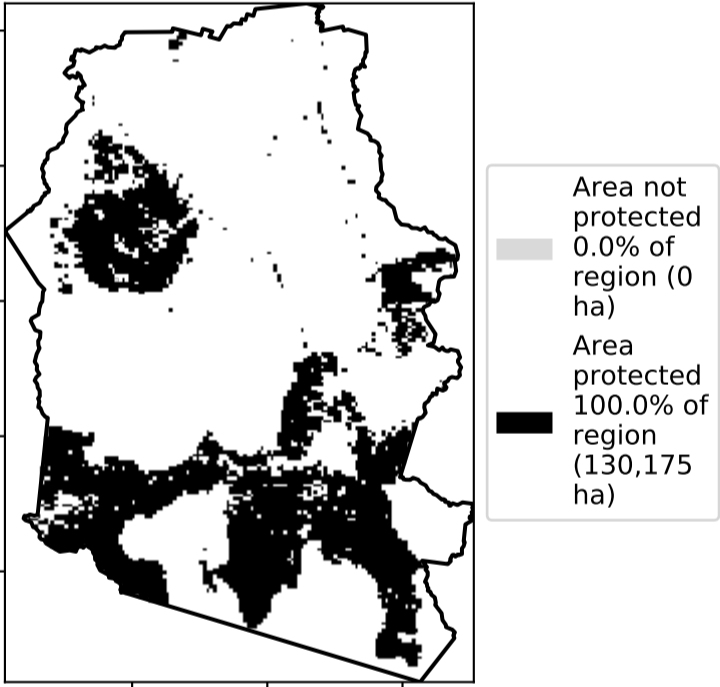 Area not
protected
0.0% of
region (0
ha)
Area
protected
100.0% of
region
(130,175
ha)